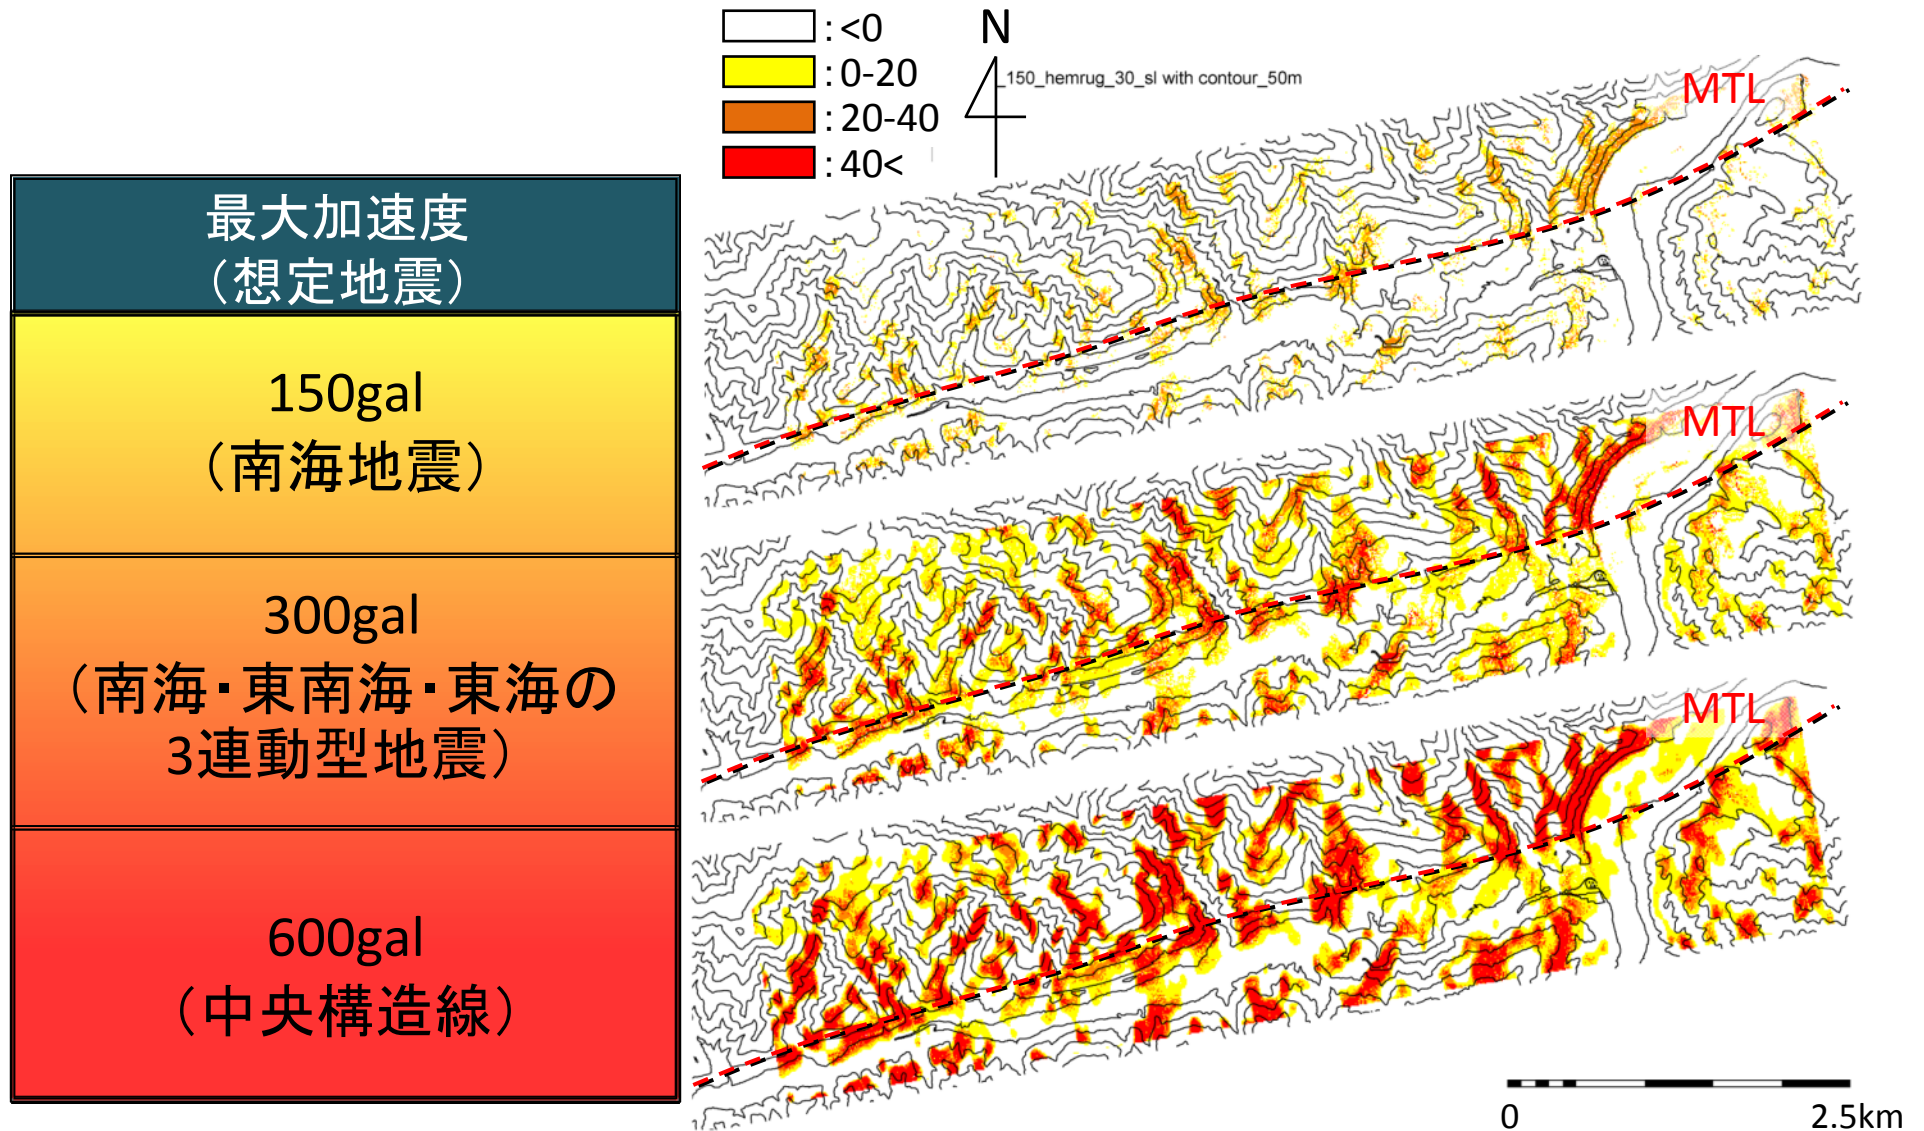 : <0
: 0-20
: 20-40
: 40<
N
_150_hemrug_30_sl with contour_50m
MTL
最大加速度
（想定地震）
150gal
（南海地震）
MTL
300gal
（南海・東南海・東海の
3連動型地震）
MTL
600gal
（中央構造線）
0
2.5km